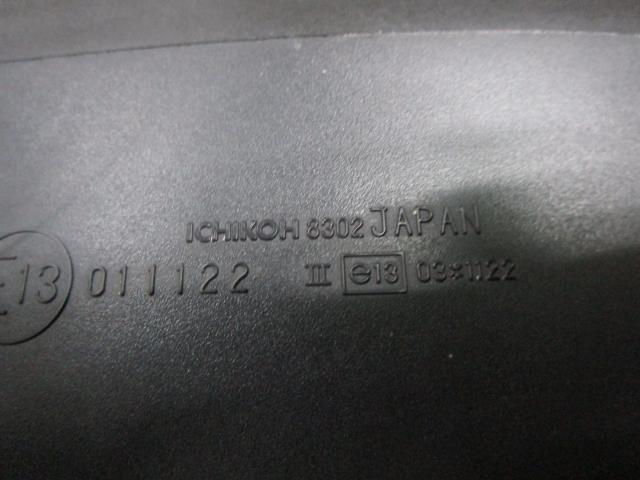 ICHIKOH 8302 JAPAN
E13 011122 III e13 03*1122